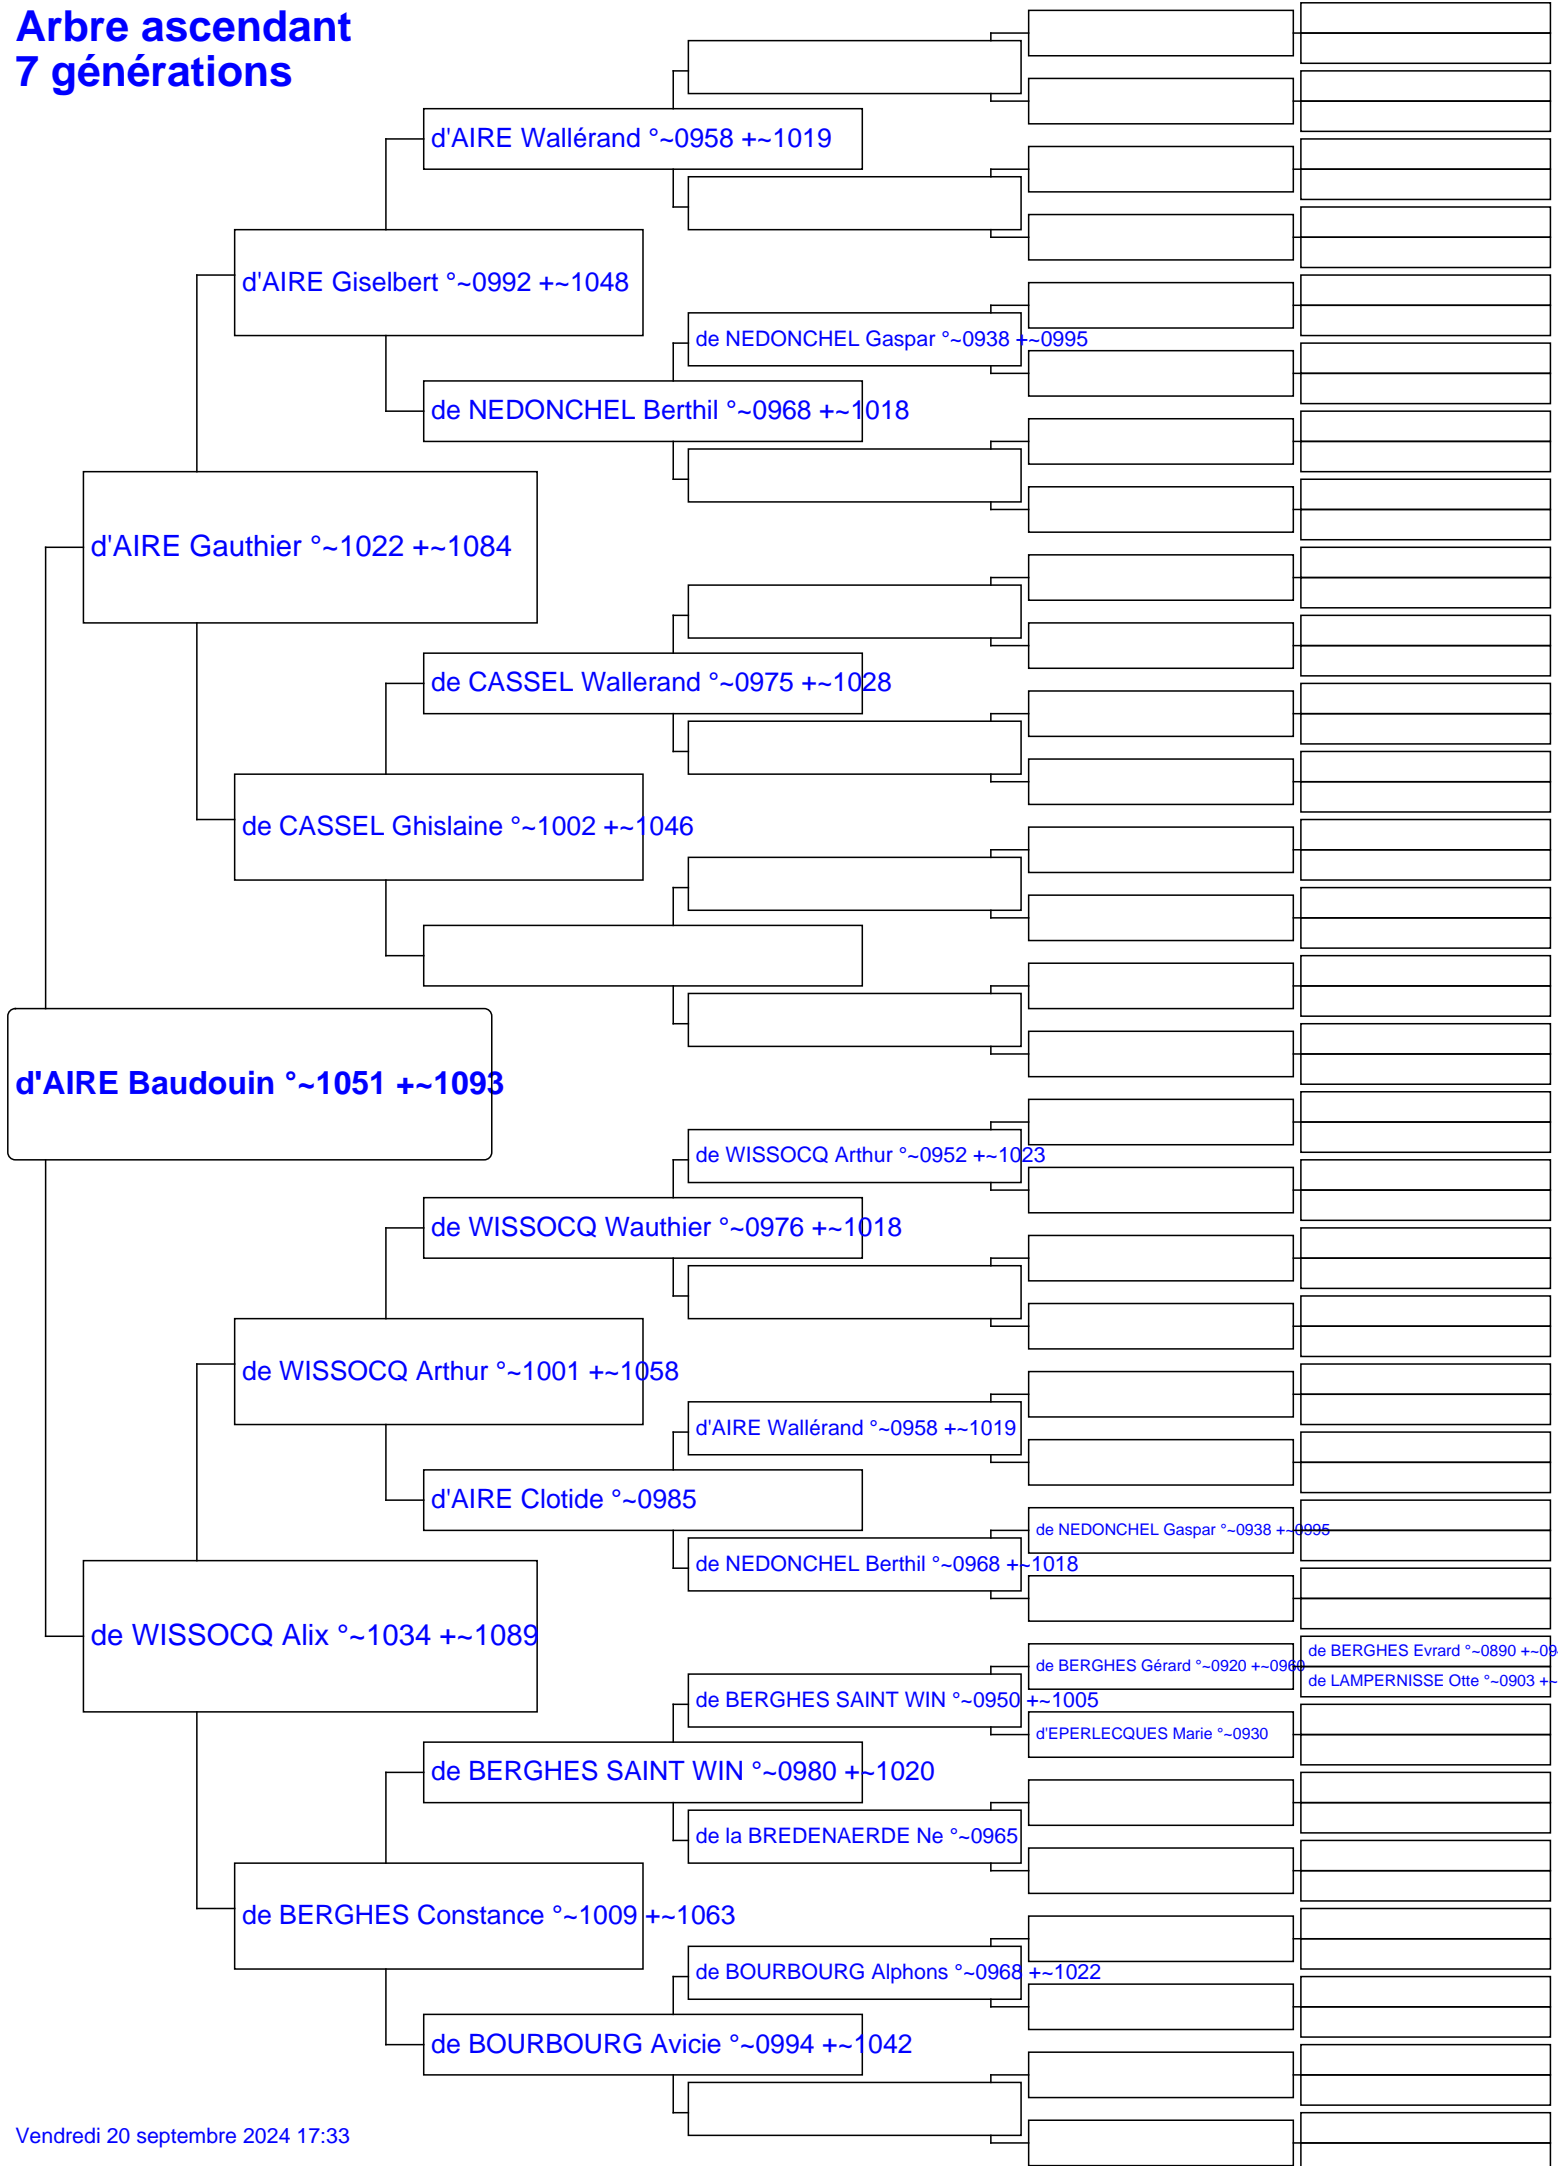 Arbre ascendant
7 générations
d'AIRE Wallérand °~0958 +~1019
d'AIRE Giselbert °~0992 +~1048
de NEDONCHEL Gaspar °~0938 +~0995
de NEDONCHEL Berthil °~0968 +~1018
d'AIRE Gauthier °~1022 +~1084
de CASSEL Wallerand °~0975 +~1028
de CASSEL Ghislaine °~1002 +~1046
d'AIRE Baudouin °~1051 +~1093
de WISSOCQ Arthur °~0952 +~1023
de WISSOCQ Wauthier °~0976 +~1018
de WISSOCQ Arthur °~1001 +~1058
d'AIRE Wallérand °~0958 +~1019
d'AIRE Clotide °~0985
de NEDONCHEL Gaspar °~0938 +~0995
de NEDONCHEL Berthil °~0968 +~1018
de WISSOCQ Alix °~1034 +~1089
de BERGHES Evrard °~0890 +~09
de BERGHES Gérard °~0920 +~0960
de LAMPERNISSE Otte °~0903 +~
de BERGHES SAINT WIN °~0950 +~1005
d'EPERLECQUES Marie °~0930
de BERGHES SAINT WIN °~0980 +~1020
de la BREDENAERDE Ne °~0965
de BERGHES Constance °~1009 +~1063
de BOURBOURG Alphons °~0968 +~1022
de BOURBOURG Avicie °~0994 +~1042
Vendredi 20 septembre 2024 17:33